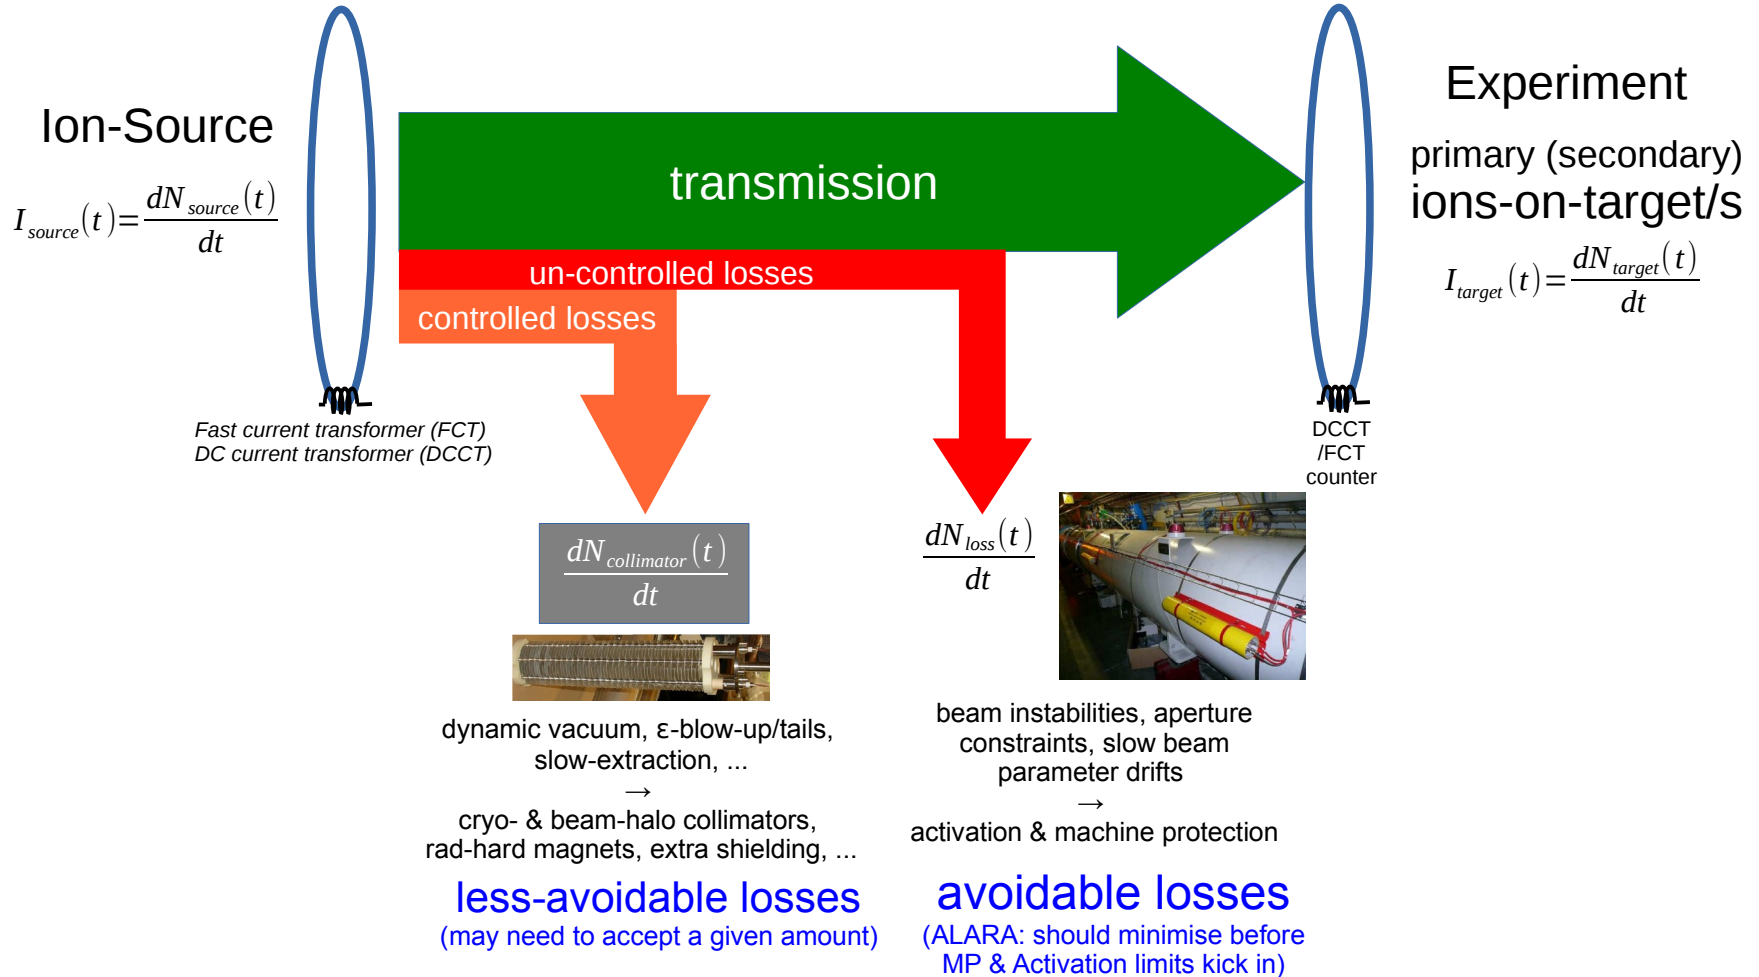 Ion-Source
I_source(t)=dN_source(t)/dt
Fast current transformer (FCT)
DC current transformer (DCCT)
transmission
un-controlled losses
controlled losses
Experiment
primary (secondary)
ions-on-target/s
I_target(t)=dN_target(t)/dt
DCCT
/FCT
counter
dN_collimator(t)/dt
dynamic vacuum, ε-blow-up/tails,
slow-extraction, ...
→
cryo- & beam-halo collimators,
rad-hard magnets, extra shielding, ...
less-avoidable losses
(may need to accept a given amount)
dN_loss(t)/dt
beam instabilities, aperture
constraints, slow beam
parameter drifts
→
activation & machine protection
avoidable losses
(ALARA: should minimise before
MP & Activation limits kick in)